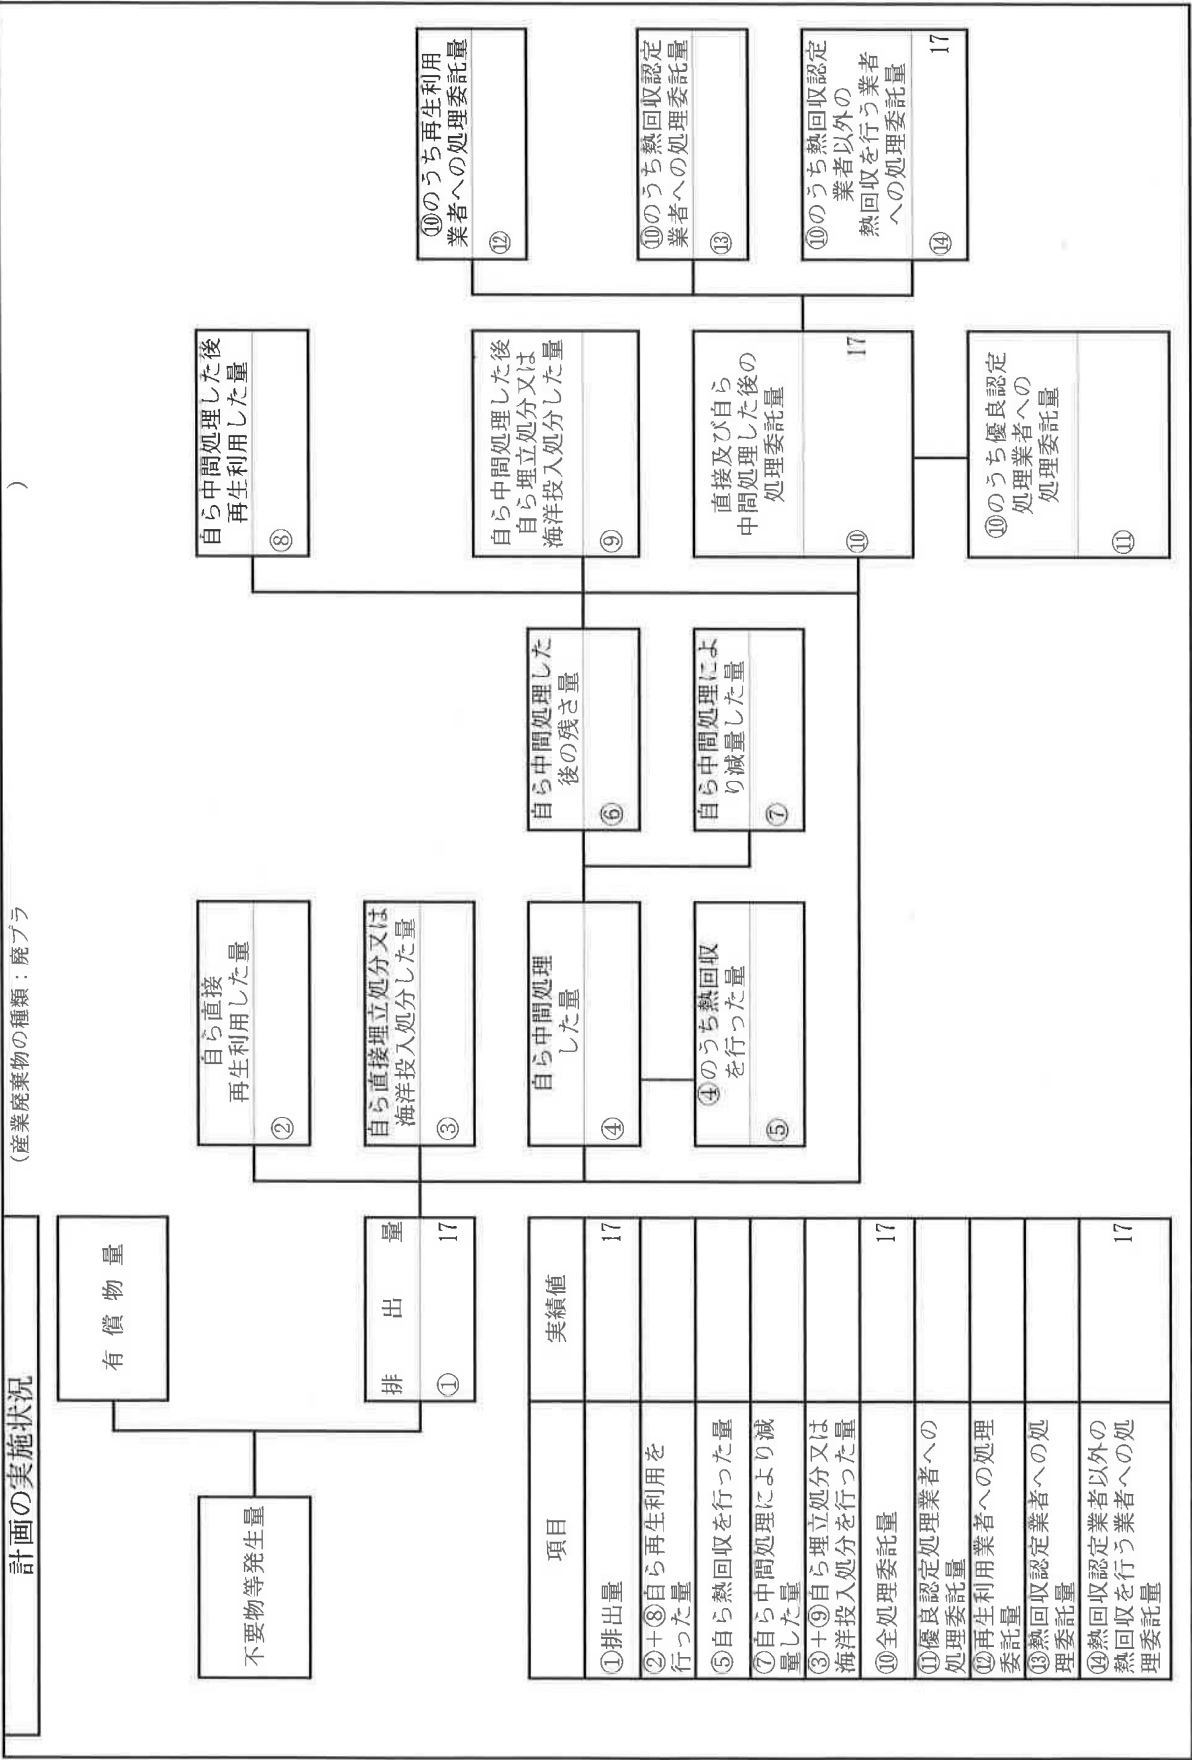 計画の実施状況
（産業廃棄物の種類：廃プラ　　　　　）
不要物等発生量
有償物量
排出量
① 17
自ら直接
再生利用した量
②
自ら直接埋立処分又は
海洋投入処分した量
③
自ら中間処理
した量
④
④のうち熱回収
を行った量
⑤
自ら中間処理した
後の残さ量
⑥
自ら中間処理によ
り減量した量
⑦
自ら中間処理した後
再生利用した量
⑧
自ら中間処理した後
自ら埋立処分又は
海洋投入処分した量
⑨
直接及び自ら
中間処理した後の
処理委託量
⑩ 17
⑩のうち優良認定
処理業者への
処理委託量
⑪
⑩のうち再生利用
業者への処理委託量
⑫
⑩のうち熱回収認定
業者への処理委託量
⑬
⑩のうち熱回収認定
業者以外の
熱回収を行う業者
への処理委託量
⑭ 17
項目 実績値
①排出量 17
②＋⑧自ら再生利用を
行った量
⑤自ら熱回収を行った量
⑦自ら中間処理により減
量した量
③＋⑨自ら埋立処分又は
海洋投入処分を行った量
⑩全処理委託量 17
⑪優良認定処理業者への
処理委託量
⑫再生利用業者への処理
委託量
⑬熱回収認定業者への処
理委託量
⑭熱回収認定業者以外の
熱回収を行う業者への処
理委託量 17